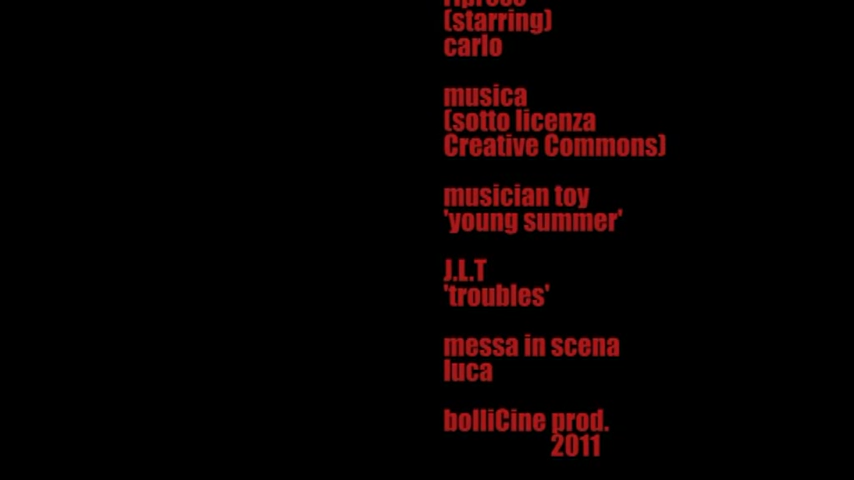 (starring)
carlo
musica
(sotto licenza
Creative Commons)
musician toy
'young summer'
J.L.T
'troubles'
messa in scena
luca
bolliCine prod.
2011